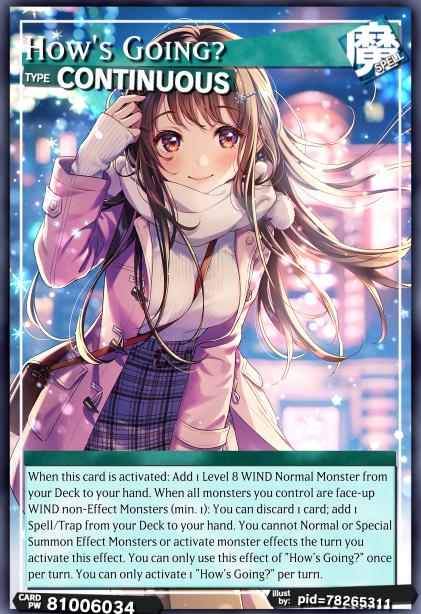 How's Going?
魔
SPELL
TYPE CONTINUOUS
When this card is activated: Add 1 Level 8 WIND Normal Monster from
your Deck to your hand. When all monsters you control are face-up
WIND non-Effect Monsters (min. 1): You can discard 1 card; add 1
Spell/Trap from your Deck to your hand. You cannot Normal or Special
Summon Effect Monsters or activate monster effects the turn you
activate this effect. You can only use this effect of "How's Going?" once
per turn. You can only activate 1 "How's Going?" per turn.
CARD PW 81006034
illust by: pid=78265311